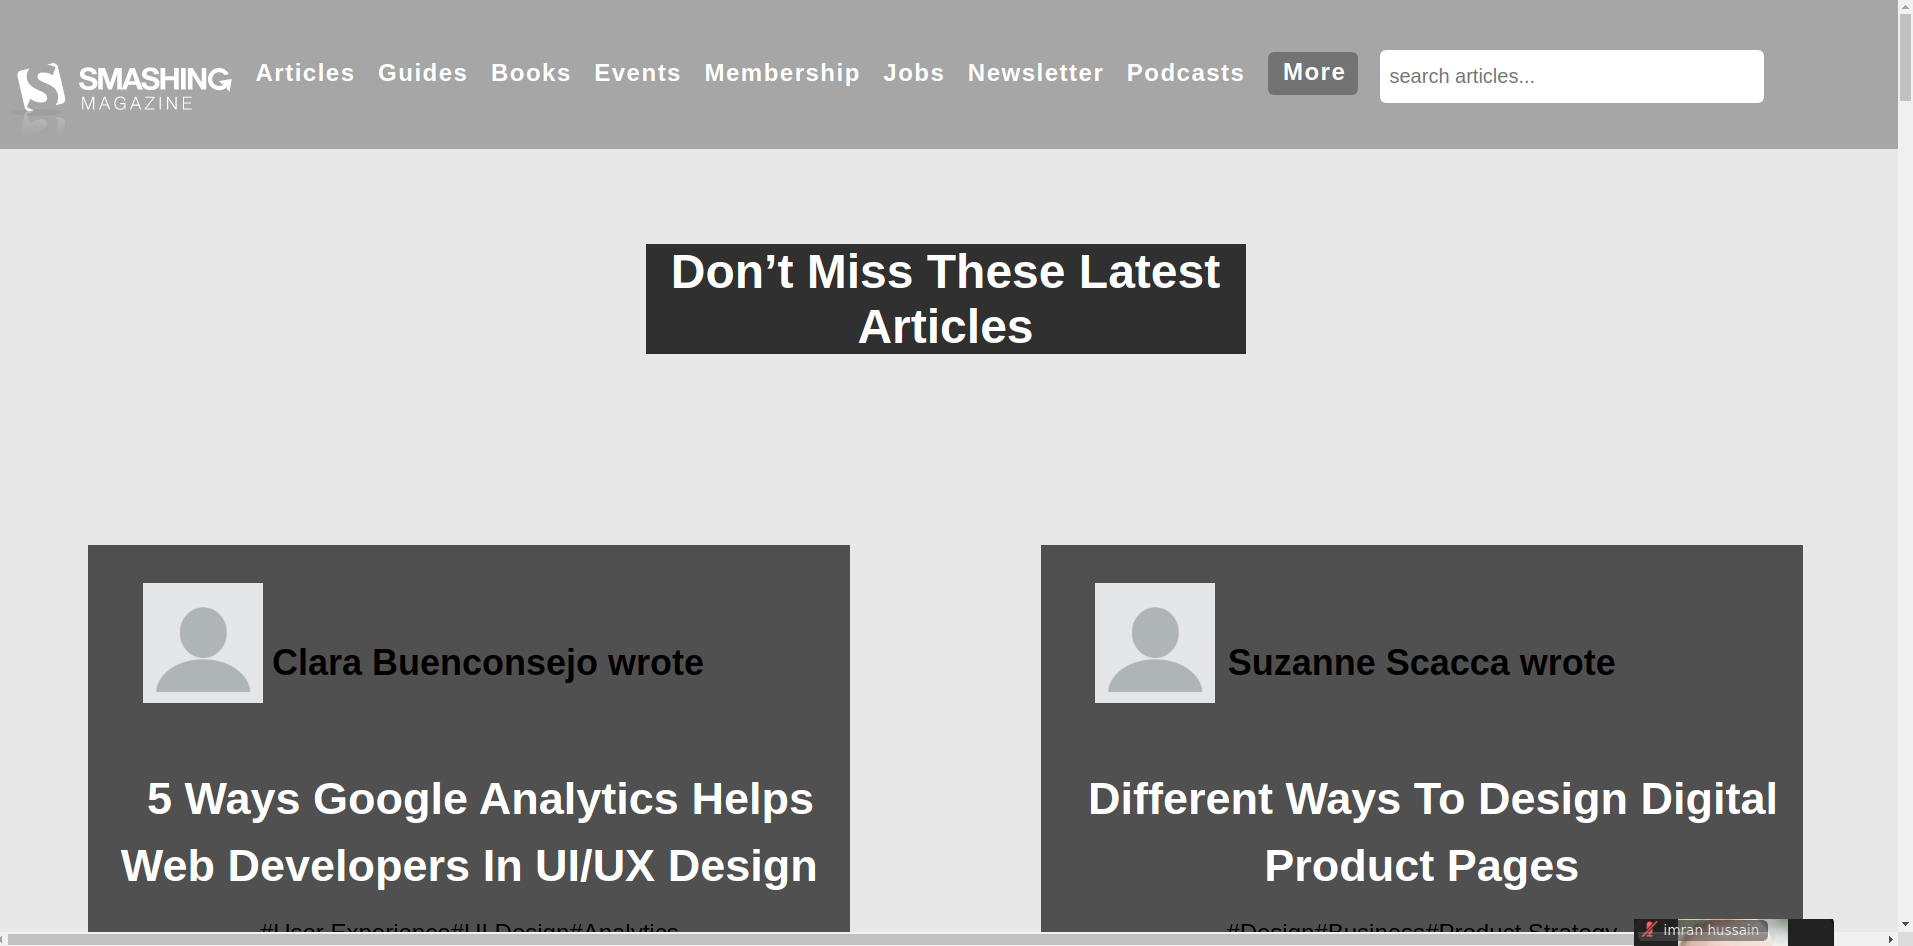 SMASHING
MAGAZINE
Articles Guides Books Events Membership Jobs Newsletter Podcasts More search articles...
Don’t Miss These Latest
Articles
Clara Buenconsejo wrote
5 Ways Google Analytics Helps
Web Developers In UI/UX Design
#User Experience#UI Design#Analytics
Suzanne Scacca wrote
Different Ways To Design Digital
Product Pages
#Design#Business#Product Strategy
imran hussain